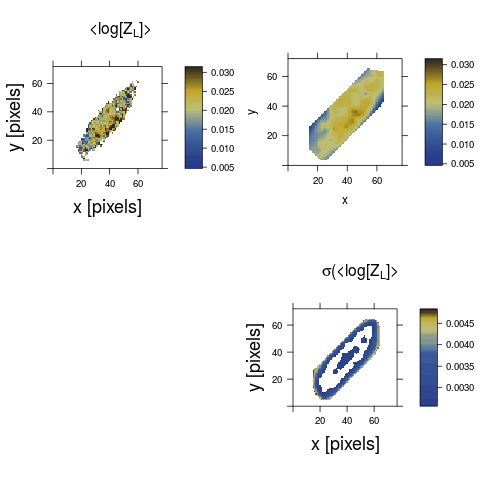 <log[Z_L]>
y [pixels]
60
40
20
20 40 60
x [pixels]
0.030
0.025
0.020
0.015
0.010
0.005
y
60
40
20
20 40 60
x
0.030
0.025
0.020
0.015
0.010
0.005
σ(<log[Z_L]>
y [pixels]
60
40
20
20 40 60
x [pixels]
0.0045
0.0040
0.0035
0.0030